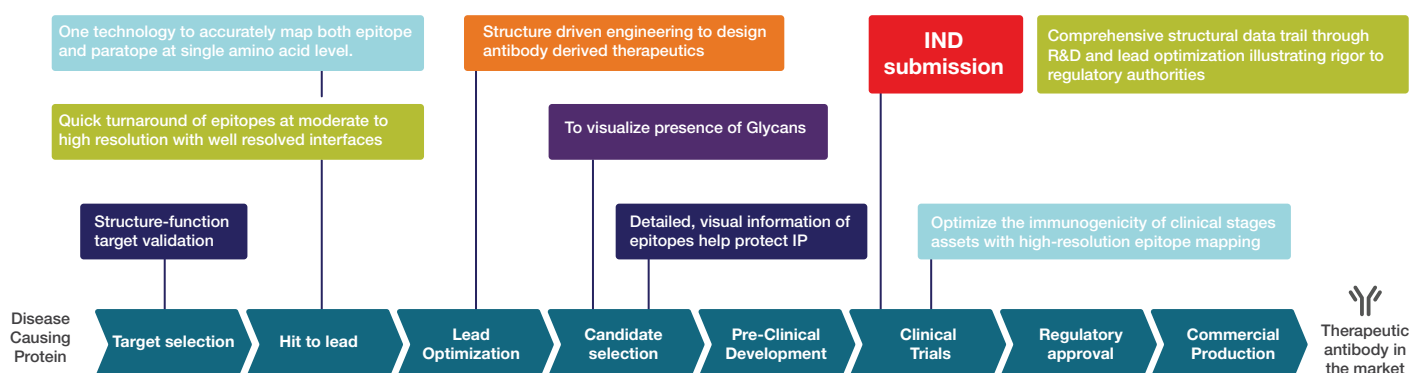 One technology to accurately map both epitope
and paratope at single amino acid level.
Structure driven engineering to design
antibody derived therapeutics
IND
submission
Comprehensive structural data trail through
R&D and lead optimization illustrating rigor to
regulatory authorities
Quick turnaround of epitopes at moderate to
high resolution with well resolved interfaces
To visualize presence of Glycans
Structure-function
target validation
Detailed, visual information of
epitopes help protect IP
Optimize the immunogenicity of clinical stages
assets with high-resolution epitope mapping
Disease
Causing
Protein
Target selection
Hit to lead
Lead
Optimization
Candidate
selection
Pre-Clinical
Development
Clinical
Trials
Regulatory
approval
Commercial
Production
Therapeutic
antibody in
the market